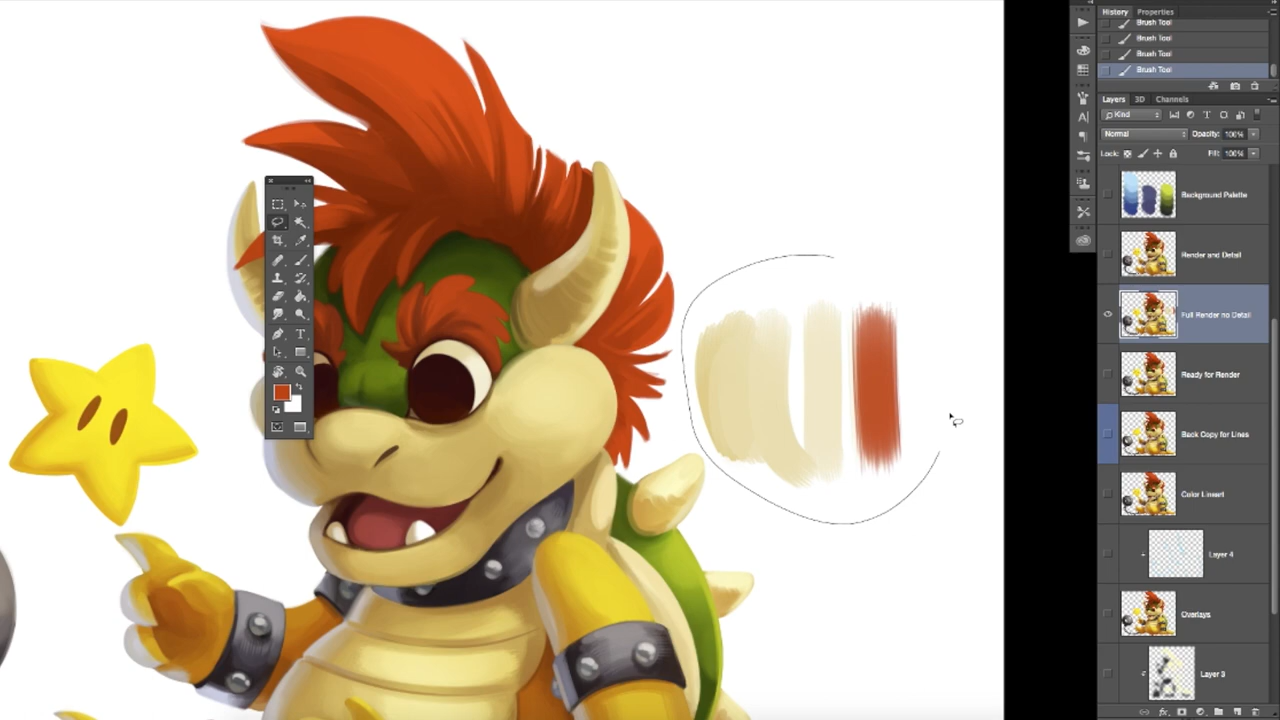 History Properties
Brush Tool
Brush Tool
Brush Tool
Brush Tool
Layers 3D Channels
Kind
Normal Opacity: 100%
Lock: Fill: 100%
Background Palette
Render and Detail
Full Render no Detail
Ready for Render
Back Copy for Lines
Color Lineart
Layer 4
Overlays
Layer 3